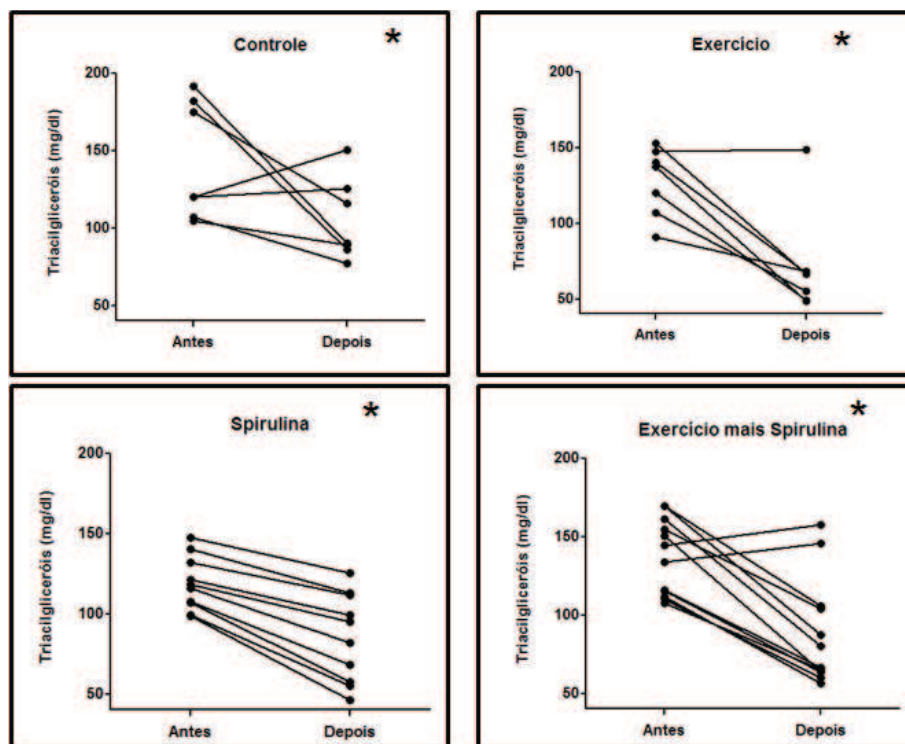 Controle *
Triacilgliceróis (mg/dl)
200
150
100
50
Antes Depois
Exercício *
Triacilgliceróis (mg/dl)
200
150
100
50
Antes Depois
Spirulina *
Triacilgliceróis (mg/dl)
200
150
100
50
Antes Depois
Exercício mais Spirulina *
Triacilgliceróis (mg/dl)
200
150
100
50
Antes Depois